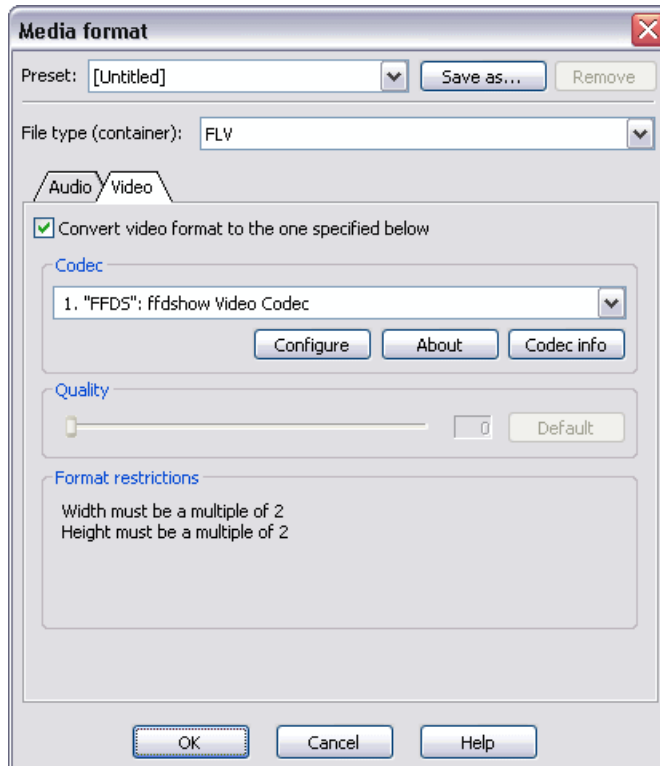 Media format
Preset: [Untitled] Save as... Remove
File type (container): FLV
Audio Video
Convert video format to the one specified below
Codec
1. "FFDS": ffdshow Video Codec
Configure About Codec info
Quality
0 Default
Format restrictions
Width must be a multiple of 2
Height must be a multiple of 2
OK Cancel Help